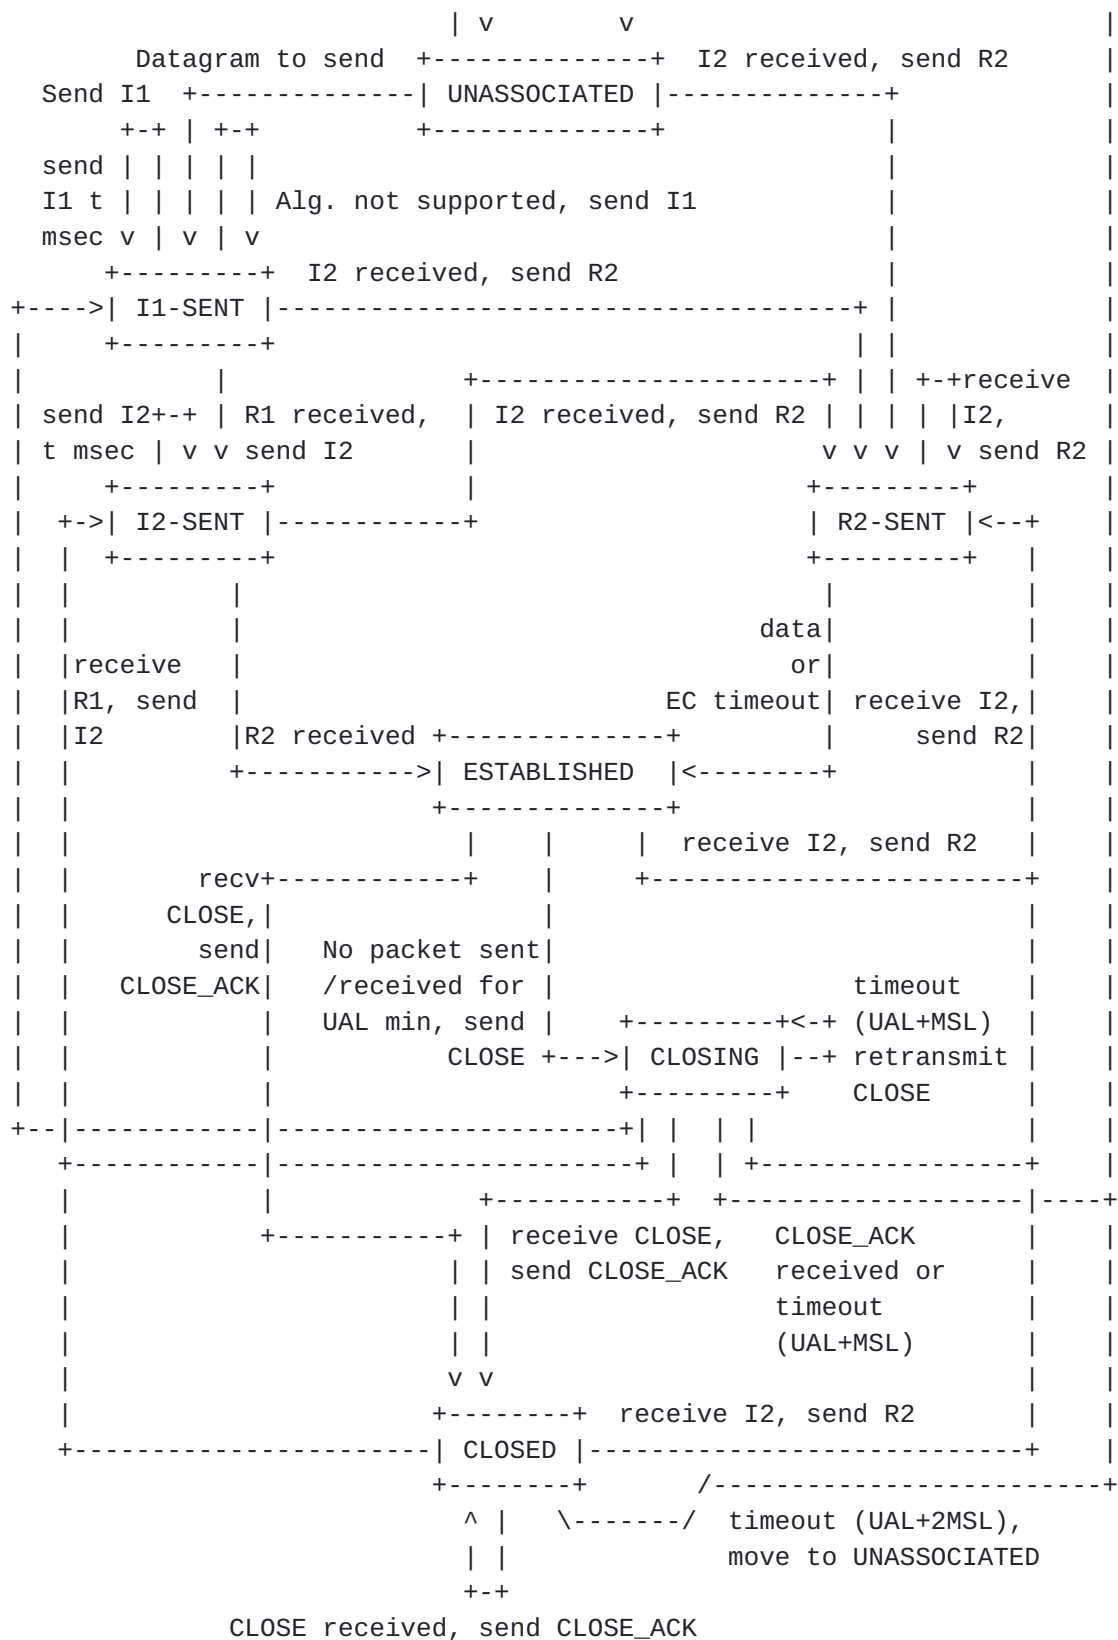 Datagram to send I2 received, send R2
Send I1 UNASSOCIATED
send
I1 t Alg. not supported, send I1
msec
I2 received, send R2
I1-SENT
receive
send I2 R1 received, I2 received, send R2 I2,
t msec send I2 send R2
I2-SENT R2-SENT
data
receive or
R1, send EC timeout receive I2,
I2 R2 received send R2
ESTABLISHED
receive I2, send R2
recv
CLOSE,
send No packet sent
CLOSE_ACK /received for timeout
UAL min, send (UAL+MSL)
CLOSE CLOSING retransmit
CLOSE
receive CLOSE, CLOSE_ACK
send CLOSE_ACK received or
timeout
(UAL+MSL)
receive I2, send R2
CLOSED
timeout (UAL+2MSL),
move to UNASSOCIATED
CLOSE received, send CLOSE_ACK